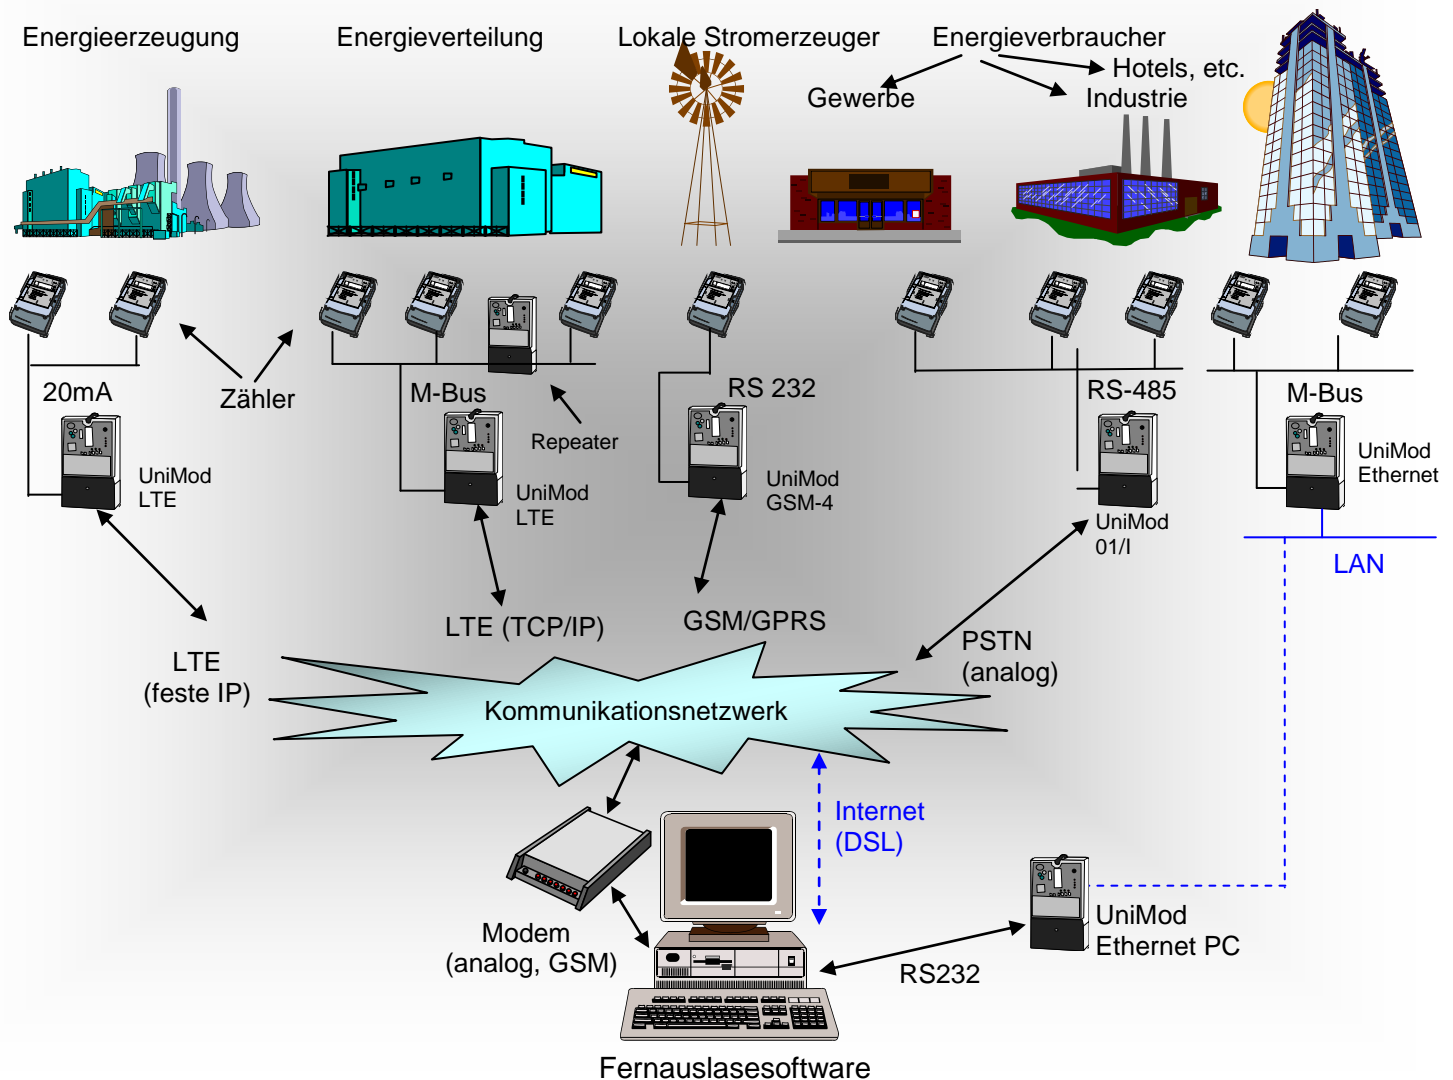 Energieerzeugung
Energieverteilung
Lokale Stromerzeuger
Energieverbraucher
Hotels, etc.
Gewerbe
Industrie
20mA
Zähler
M-Bus
Repeater
RS 232
RS-485
M-Bus
UniMod
LTE
UniMod
LTE
UniMod
GSM-4
UniMod
01/I
UniMod
Ethernet
LAN
LTE
(feste IP)
LTE (TCP/IP)
GSM/GPRS
PSTN
(analog)
Kommunikationsnetzwerk
Internet
(DSL)
Modem
(analog, GSM)
RS232
UniMod
Ethernet PC
Fernauslasesoftware